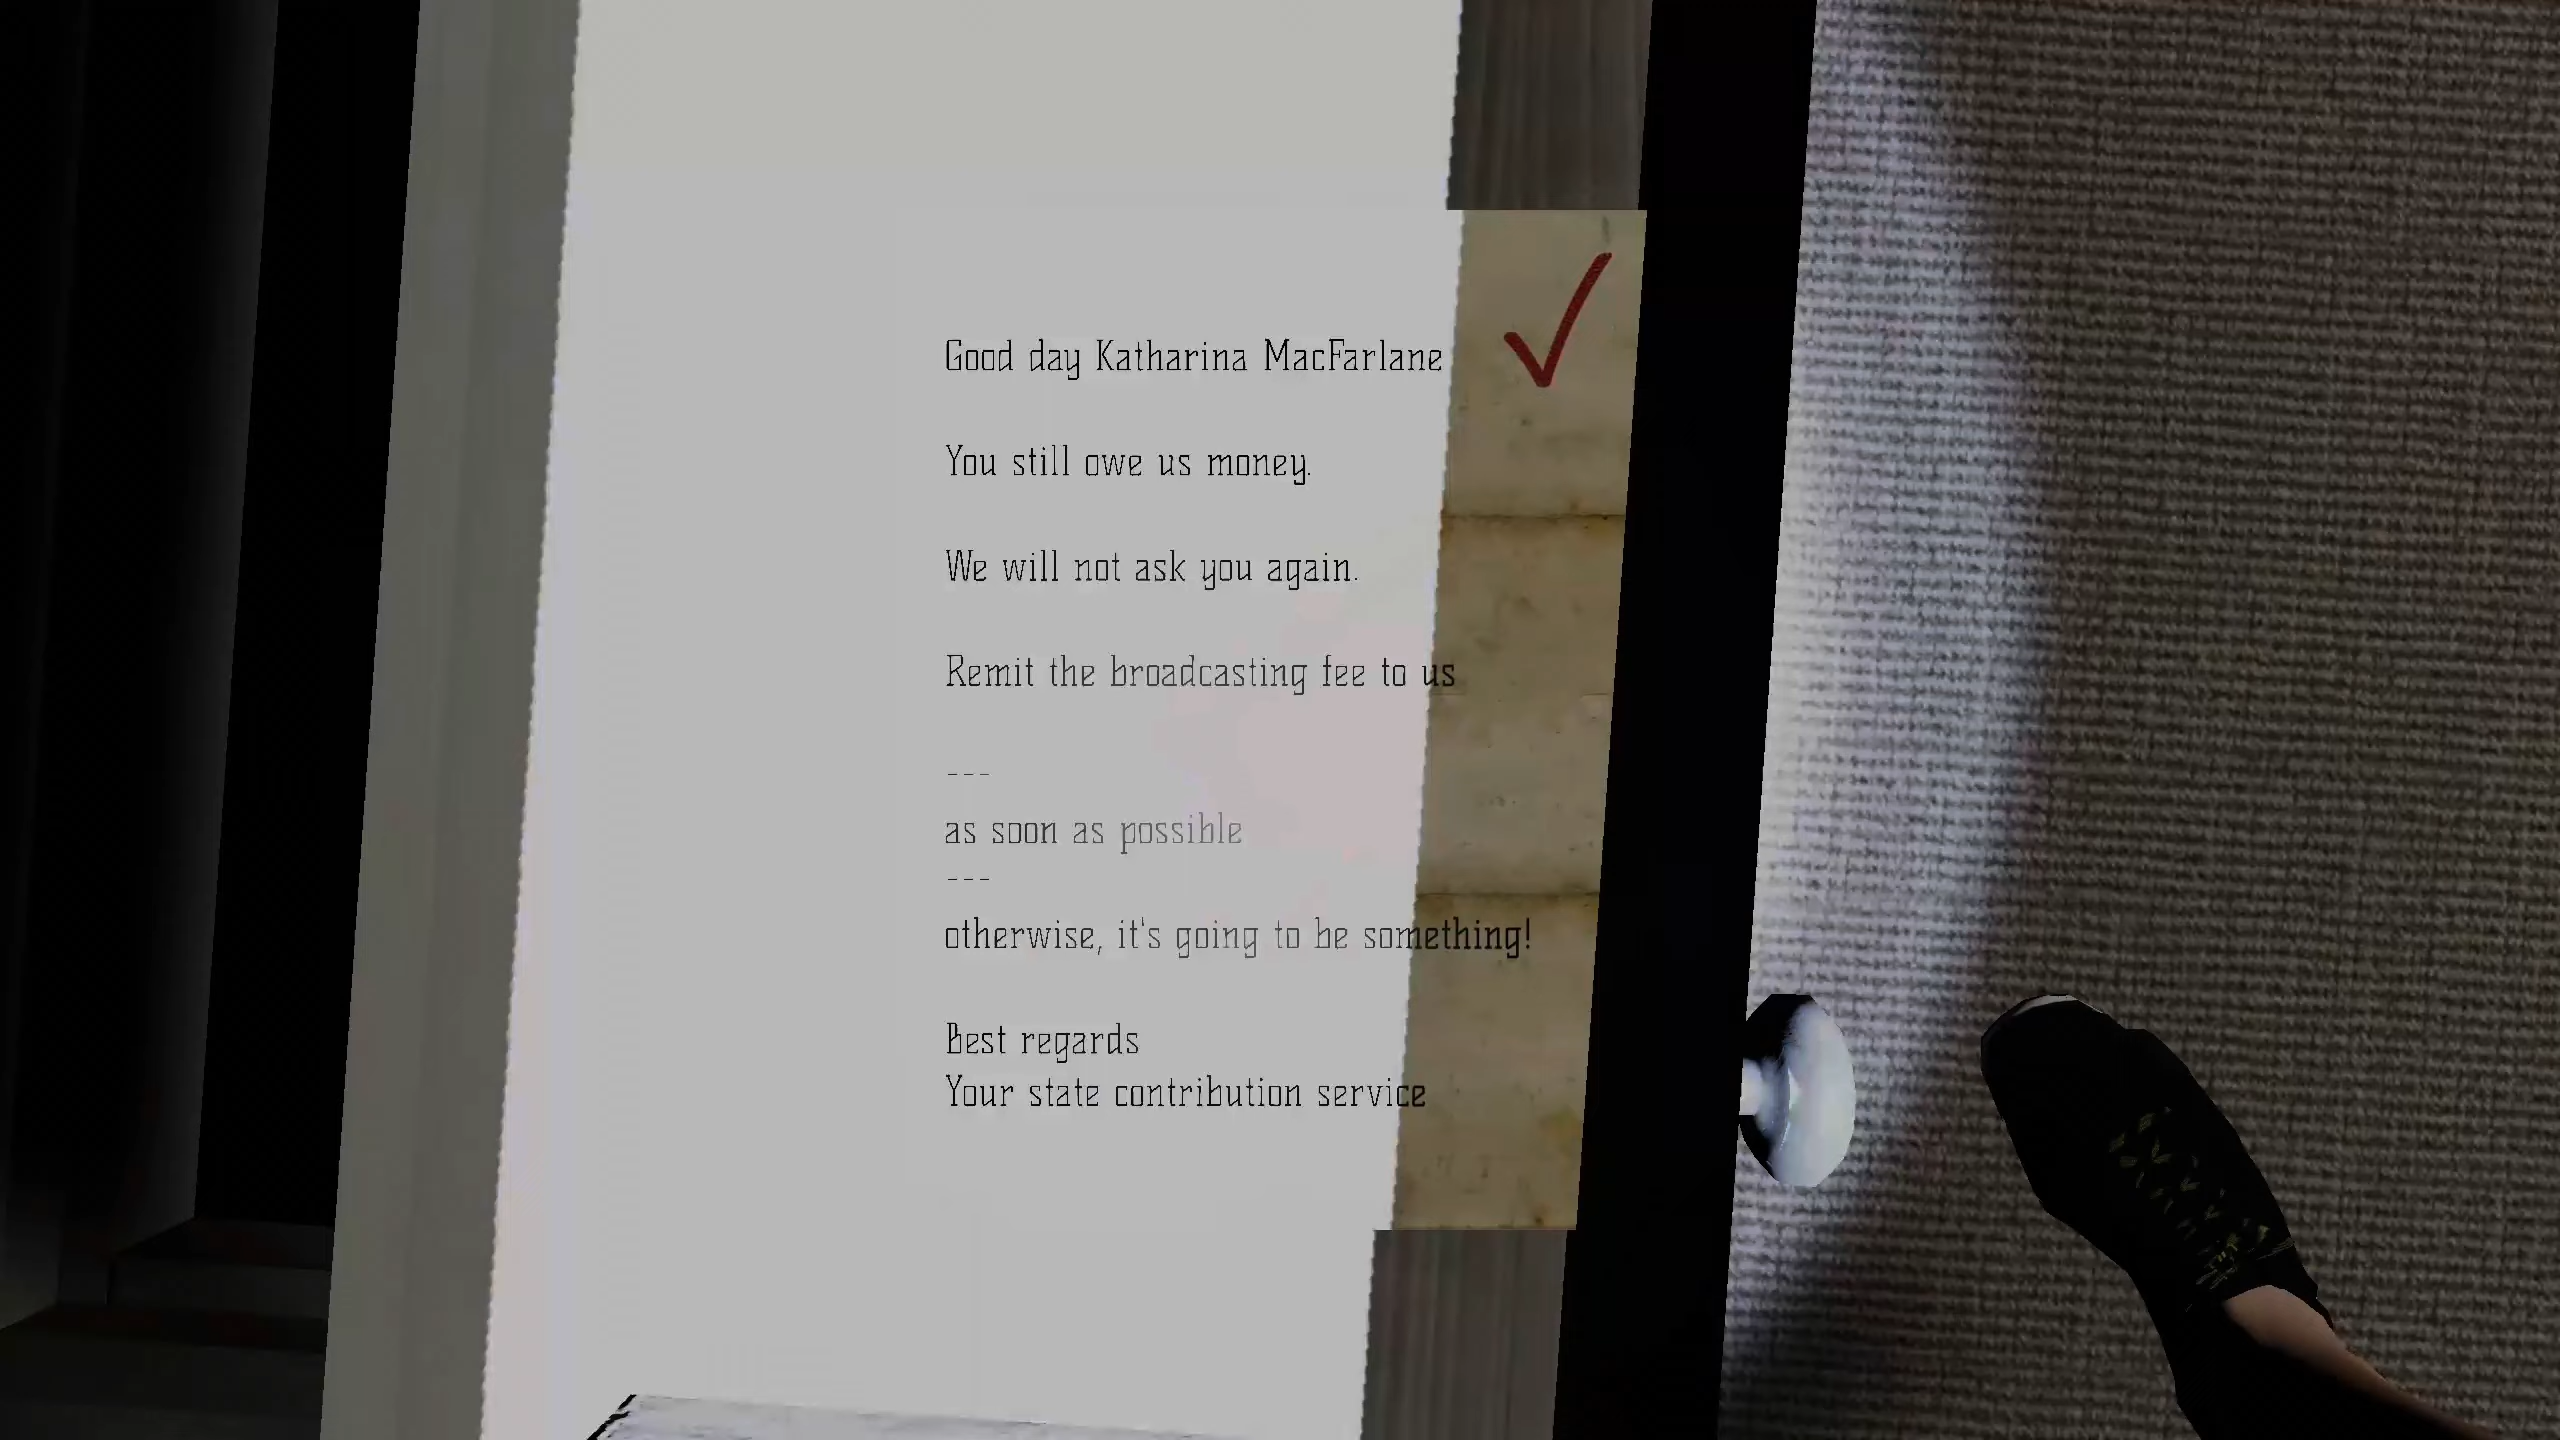 Good day Katharina MacFarlane
You still owe us money.
We will not ask you again.
Remit the broadcasting fee to us
---
as soon as possible
---
otherwise, it's going to be something!
Best regards
Your state contribution service